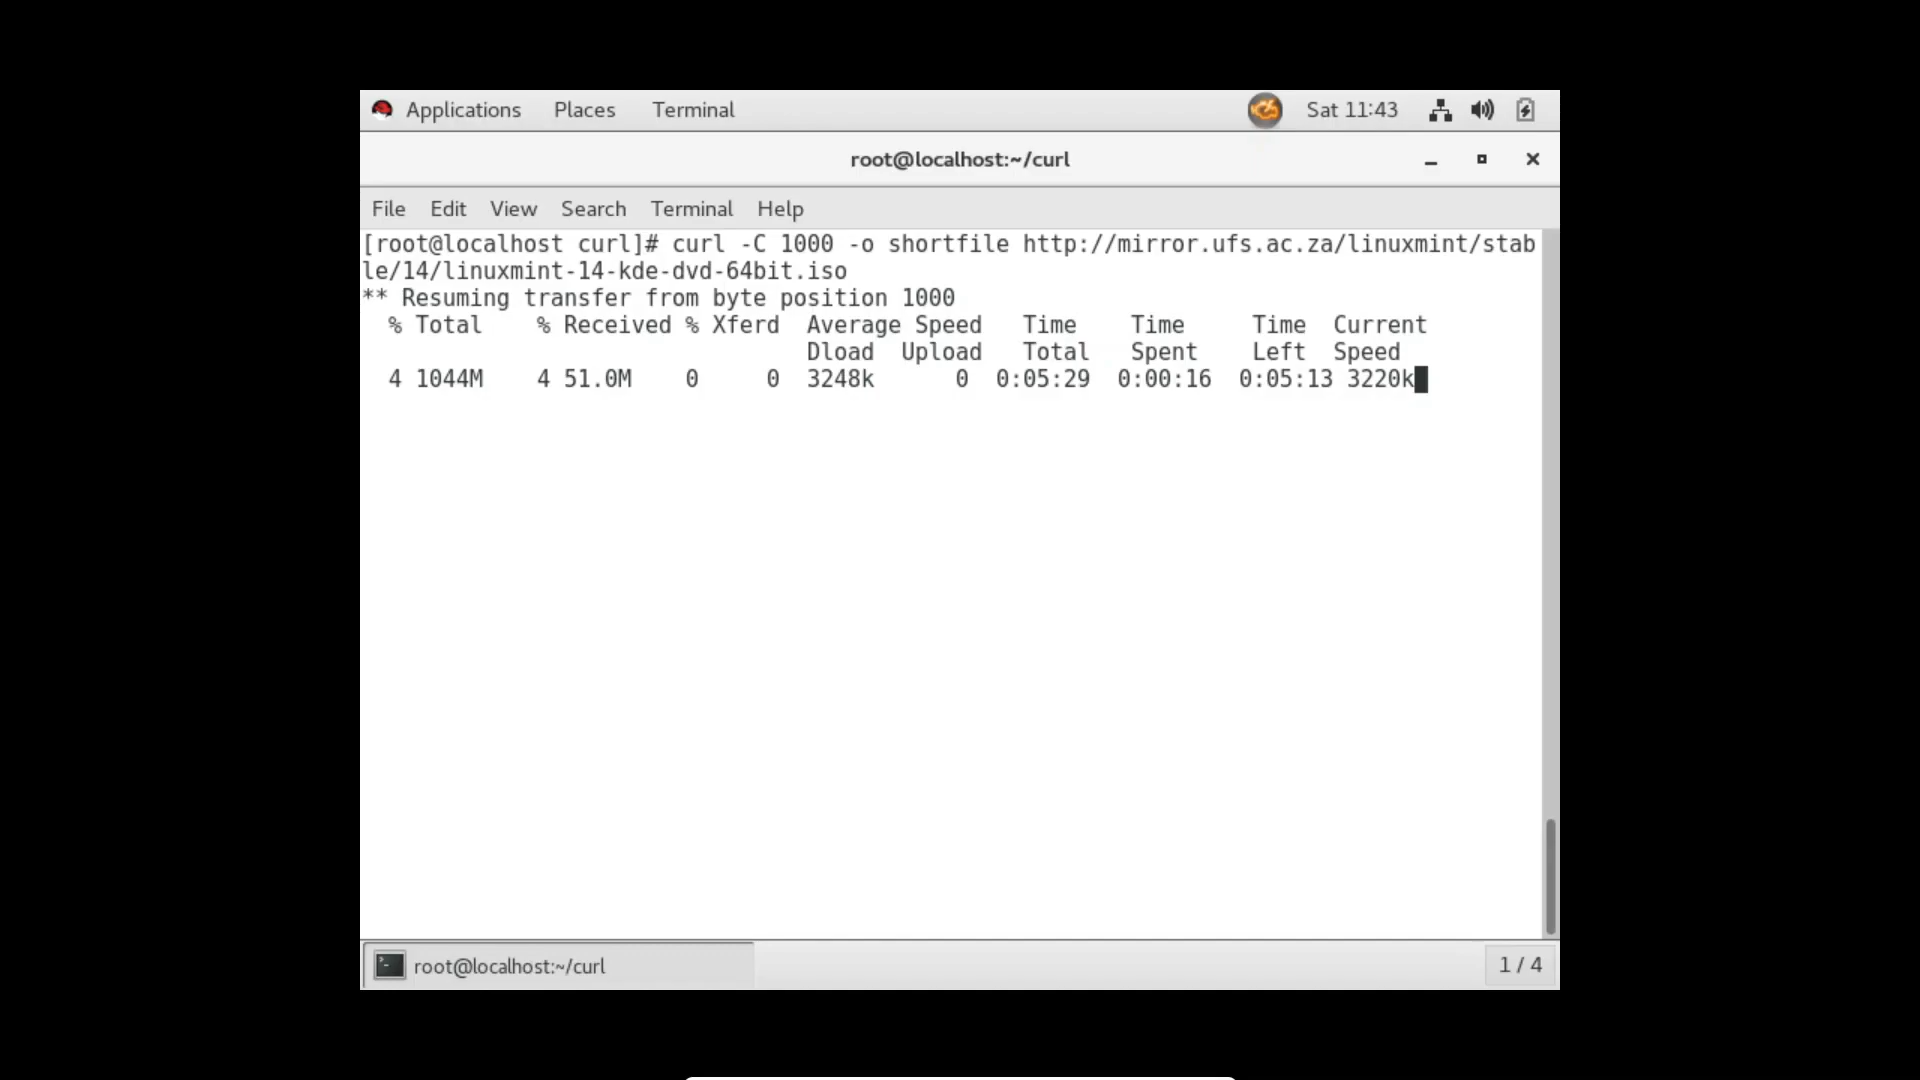 Applications Places Terminal Sat 11:43
root@localhost:~/curl
File Edit View Search Terminal Help
[root@localhost curl]# curl -C 1000 -o shortfile http://mirror.ufs.ac.za/linuxmint/stab
le/14/linuxmint-14-kde-dvd-64bit.iso
** Resuming transfer from byte position 1000
  % Total    % Received % Xferd  Average Speed   Time    Time     Time  Current
                                 Dload  Upload   Total   Spent    Left  Speed
  4 1044M    4 51.0M    0     0  3248k      0  0:05:29  0:00:16  0:05:13 3220k
root@localhost:~/curl
1 / 4